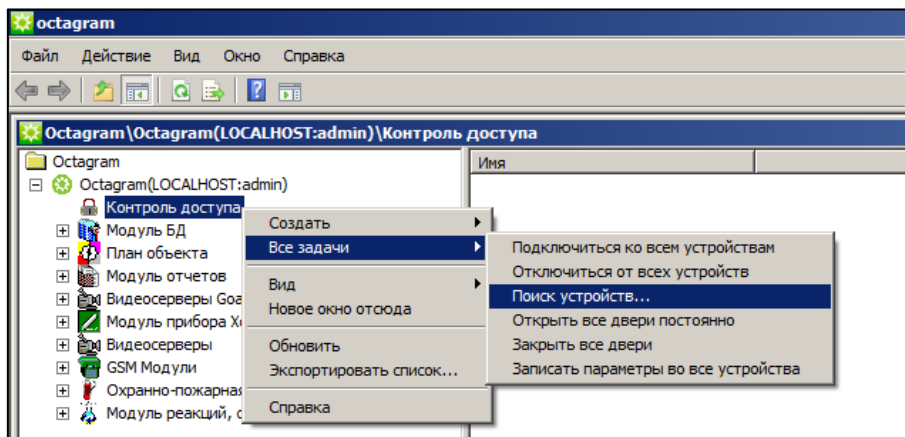 octagram
Файл Действие Вид Окно Справка
Octagram\Octagram(LOCALHOST:admin)\Контроль доступа
Octagram
Имя
Octagram(LOCALHOST:admin)
Контроль доступа
Модуль БД
План объекта
Модуль отчетов
Видеосерверы Goa
Модуль прибора
Видеосерверы
GSM Модули
Охранно-пожарная
Модуль реакций,
Создать
Все задачи
Вид
Новое окно отсюда
Обновить
Экспортировать список...
Справка
Подключиться ко всем устройствам
Отключиться от всех устройств
Поиск устройств...
Открыть все двери постоянно
Закрыть все двери
Записать параметры во все устройства